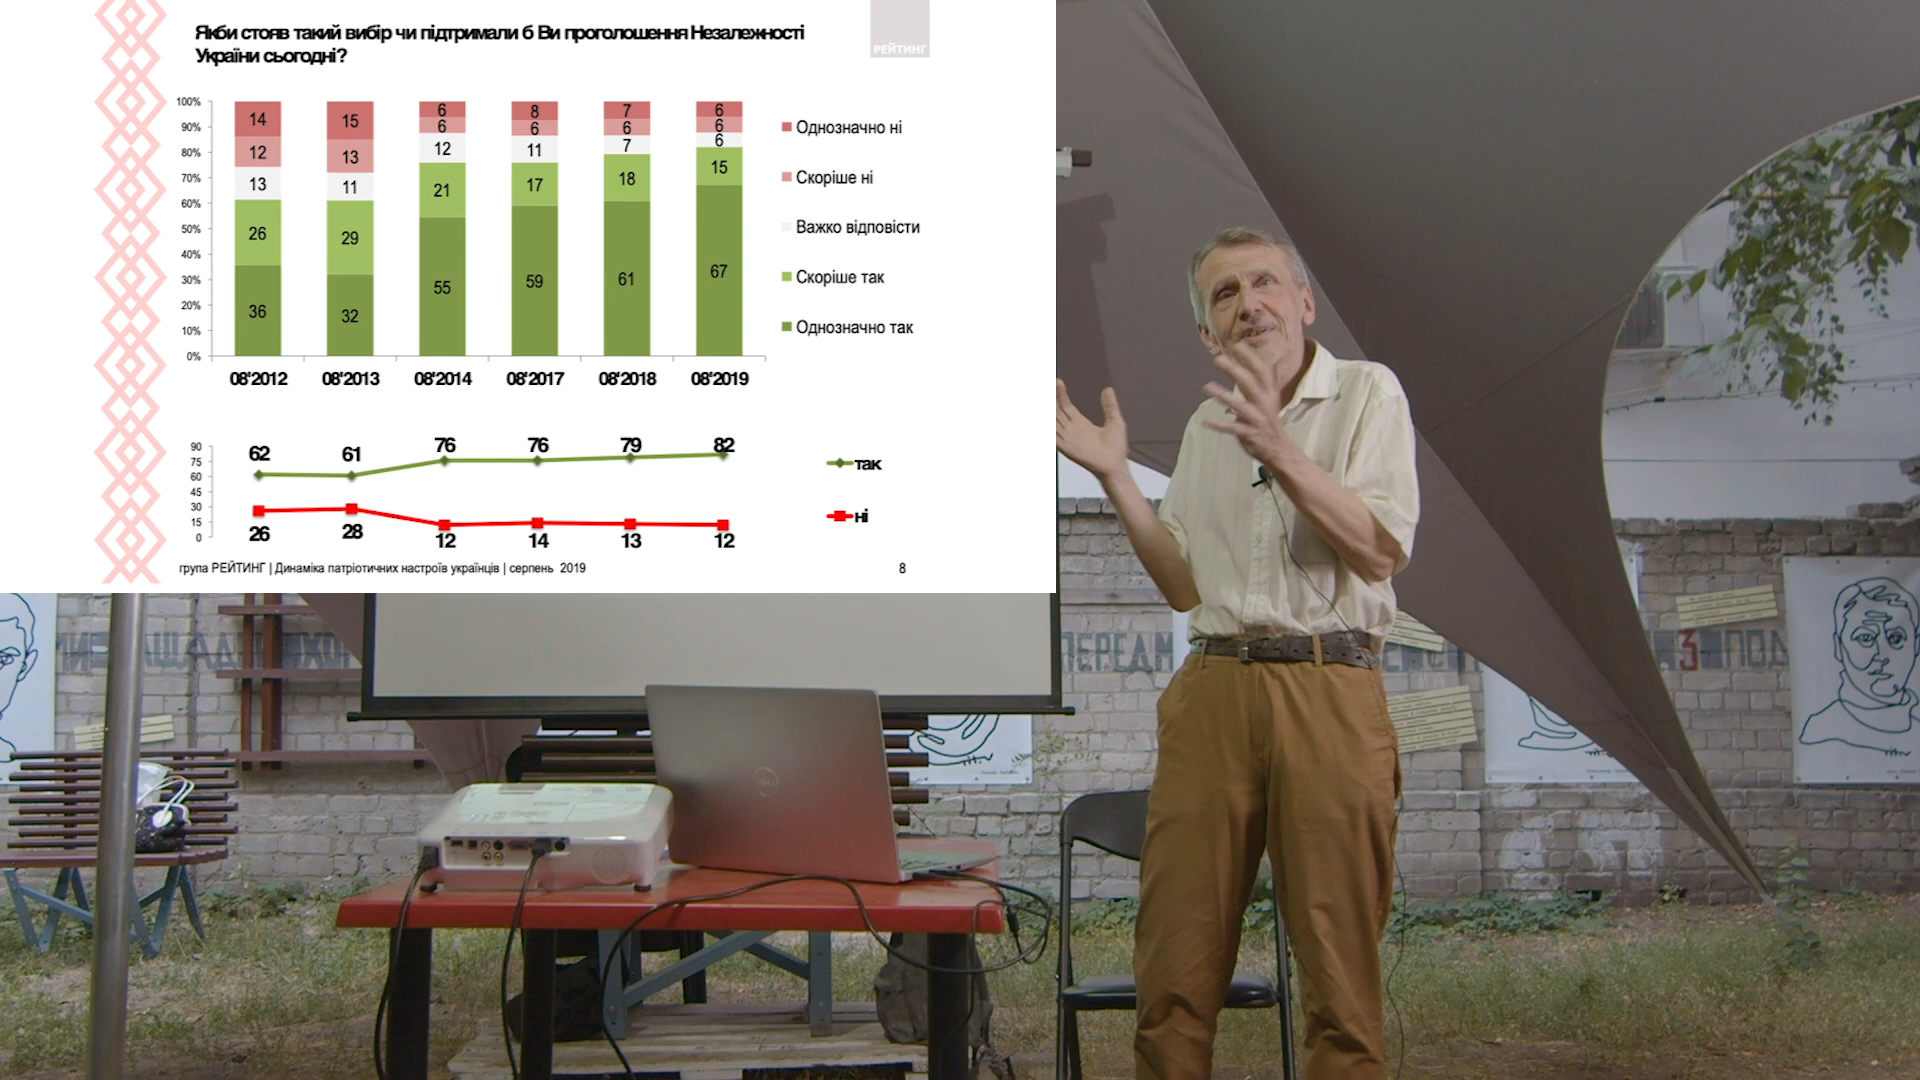 Якби стояв такий вибір чи підтримали б Ви проголошення Незалежності
України сьогодні?
РЕЙТИНГ
100%
90%
80%
70%
60%
50%
40%
30%
20%
10%
0%
14 15 6 8 7 6
12 13 6 6 6 6
13 11 12 11 7 6
26 29 21 17 18 15
36 32 55 59 61 67
08'2012 08'2013 08'2014 08'2017 08'2018 08'2019
Однозначно ні
Скоріше ні
Важко відповісти
Скоріше так
Однозначно так
90
75
60
45
30
15
0
62 61 76 76 79 82
26 28 12 14 13 12
так
ні
група РЕЙТИНГ | Динаміка патріотичних настроїв українців | серпень 2019
8
ПЕРЕДМ
З ПОД